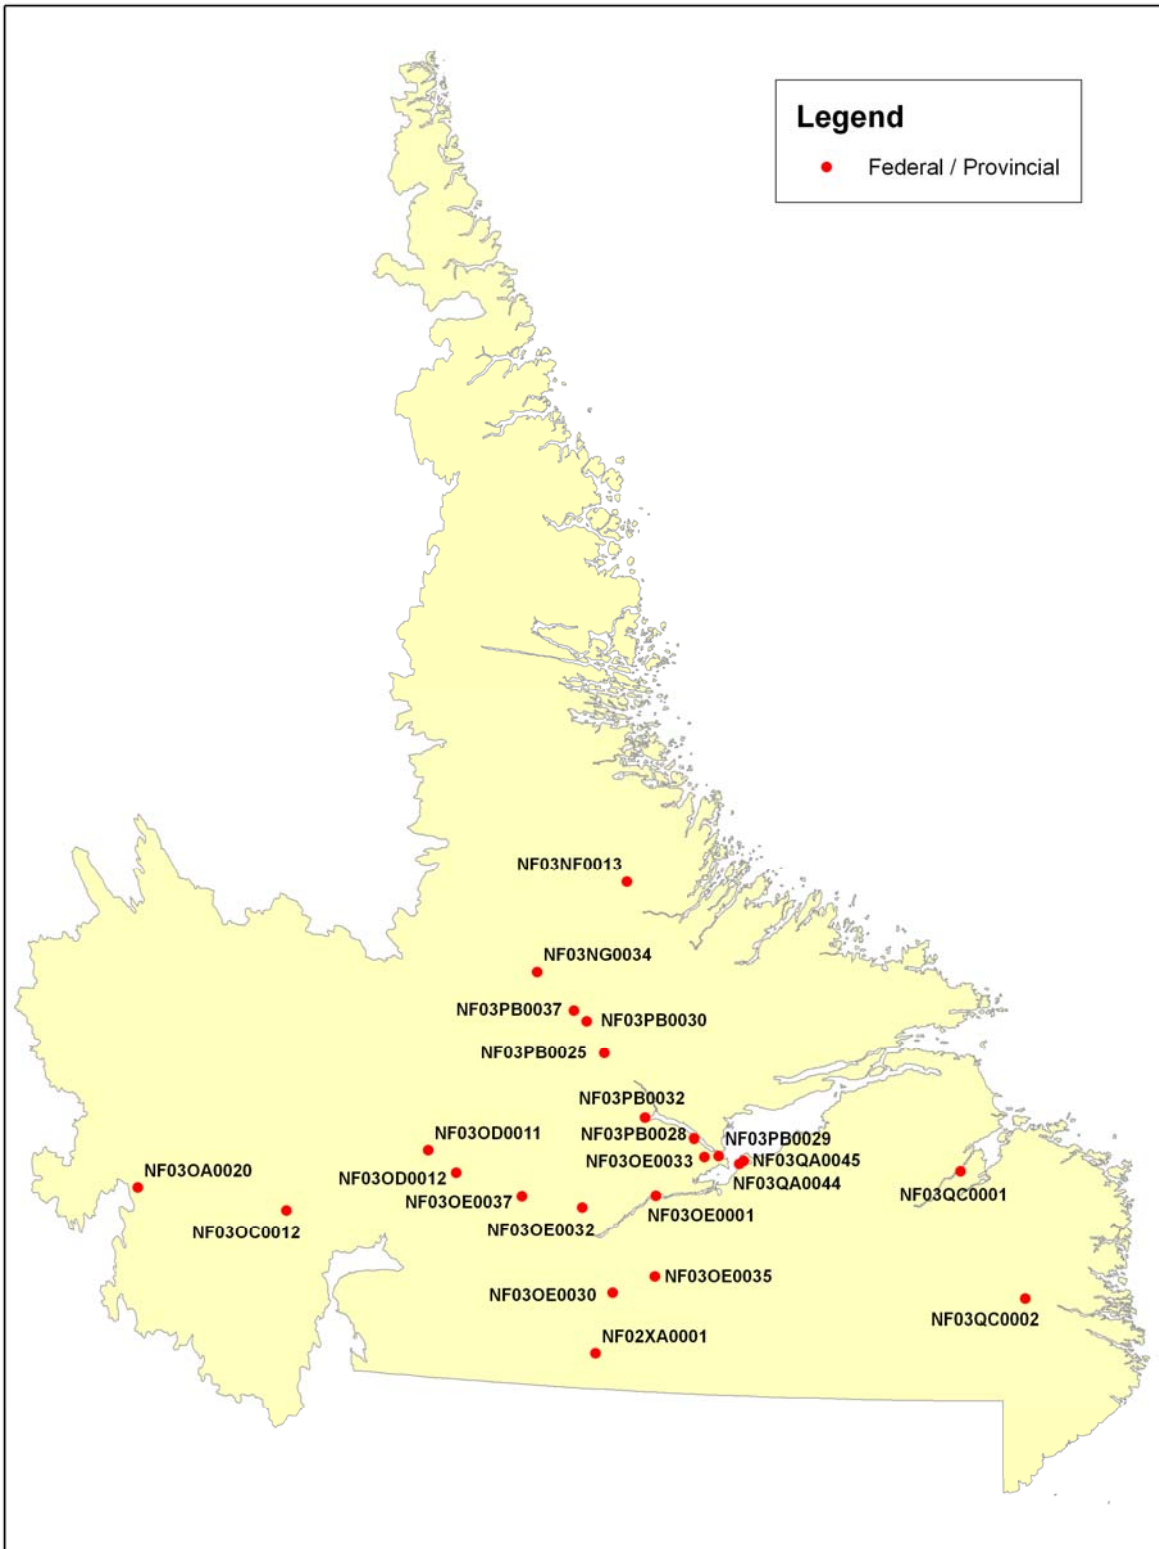 Legend
Federal / Provincial
NF03NF0013
NF03NG0034
NF03PB0037
NF03PB0030
NF03PB0025
NF03PB0032
NF03PB0028
NF03PB0029
NF03OD0011
NF03OE0033
NF03QA0045
NF03OA0020
NF03OD0012
NF03QA0044
NF03QC0001
NF03OE0037
NF03OE0001
NF03OC0012
NF03OE0032
NF03OE0035
NF03OE0030
NF03QC0002
NF02XA0001